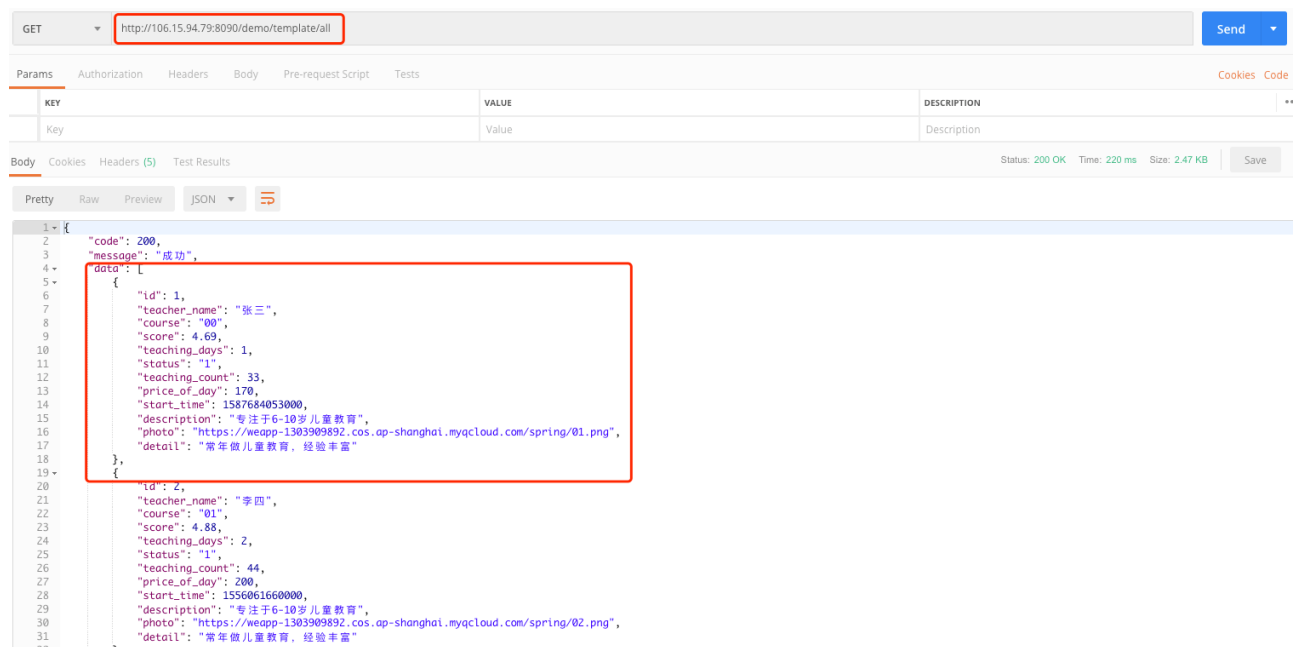 GET http://106.15.94.79:8090/demo/template/all Send
Params Authorization Headers Body Pre-request Script Tests Cookies Code
KEY VALUE DESCRIPTION
Key Value Description
Body Cookies Headers (5) Test Results Status: 200 OK Time: 220 ms Size: 2.47 KB Save
Pretty Raw Preview JSON
1 {
2 "code": 200,
3 "message": "成功",
4 "data": [
5 {
6 "id": 1,
7 "teacher_name": "张三",
8 "course": "00",
9 "score": 4.69,
10 "teaching_days": 1,
11 "status": "1",
12 "teaching_count": 33,
13 "price_of_day": 170,
14 "start_time": 1587684053000,
15 "description": "专注于6-10岁儿童教育",
16 "photo": "https://weapp-1303909892.cos.ap-shanghai.myqcloud.com/spring/01.png",
17 "detail": "常年做儿童教育，经验丰富"
18 },
19 {
20 "id": 2,
21 "teacher_name": "李四",
22 "course": "01",
23 "score": 4.88,
24 "teaching_days": 2,
25 "status": "1",
26 "teaching_count": 44,
27 "price_of_day": 200,
28 "start_time": 1556061660000,
29 "description": "专注于6-10岁儿童教育",
30 "photo": "https://weapp-1303909892.cos.ap-shanghai.myqcloud.com/spring/02.png",
31 "detail": "常年做儿童教育，经验丰富"